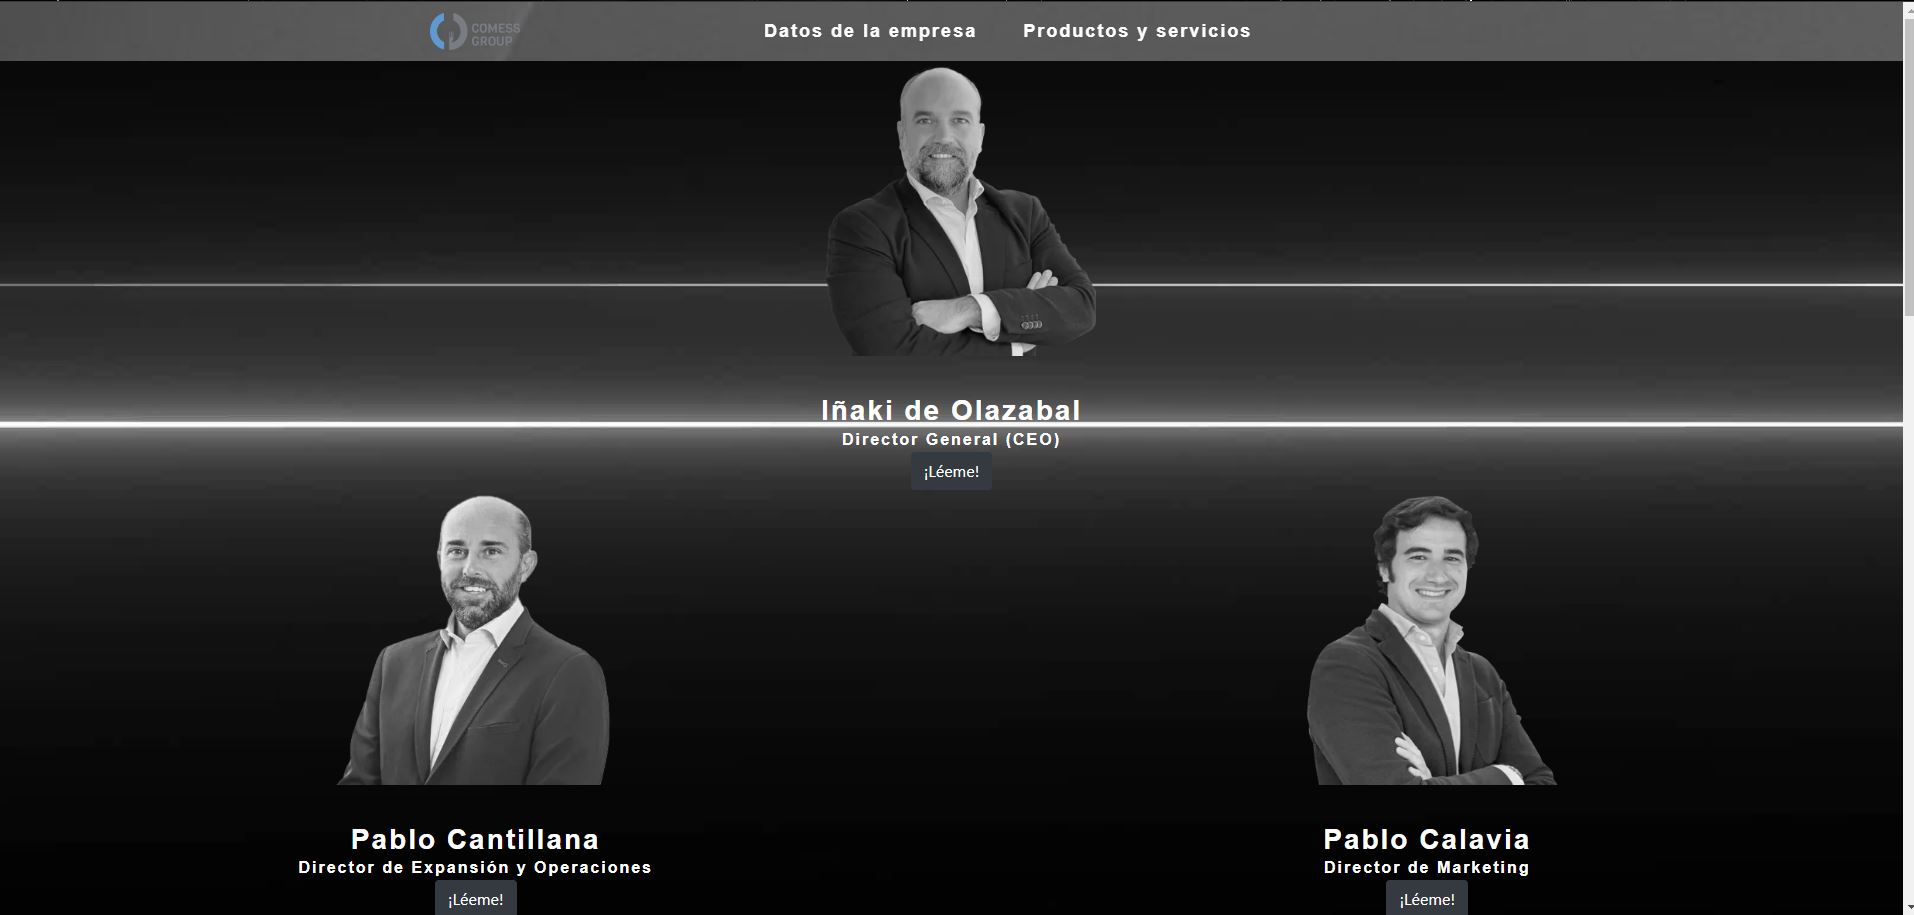 COMESS
GROUP
Datos de la empresa
Productos y servicios
Iñaki de Olazabal
Director General (CEO)
¡Léeme!
Pablo Cantillana
Director de Expansión y Operaciones
¡Léeme!
Pablo Calavia
Director de Marketing
¡Léeme!